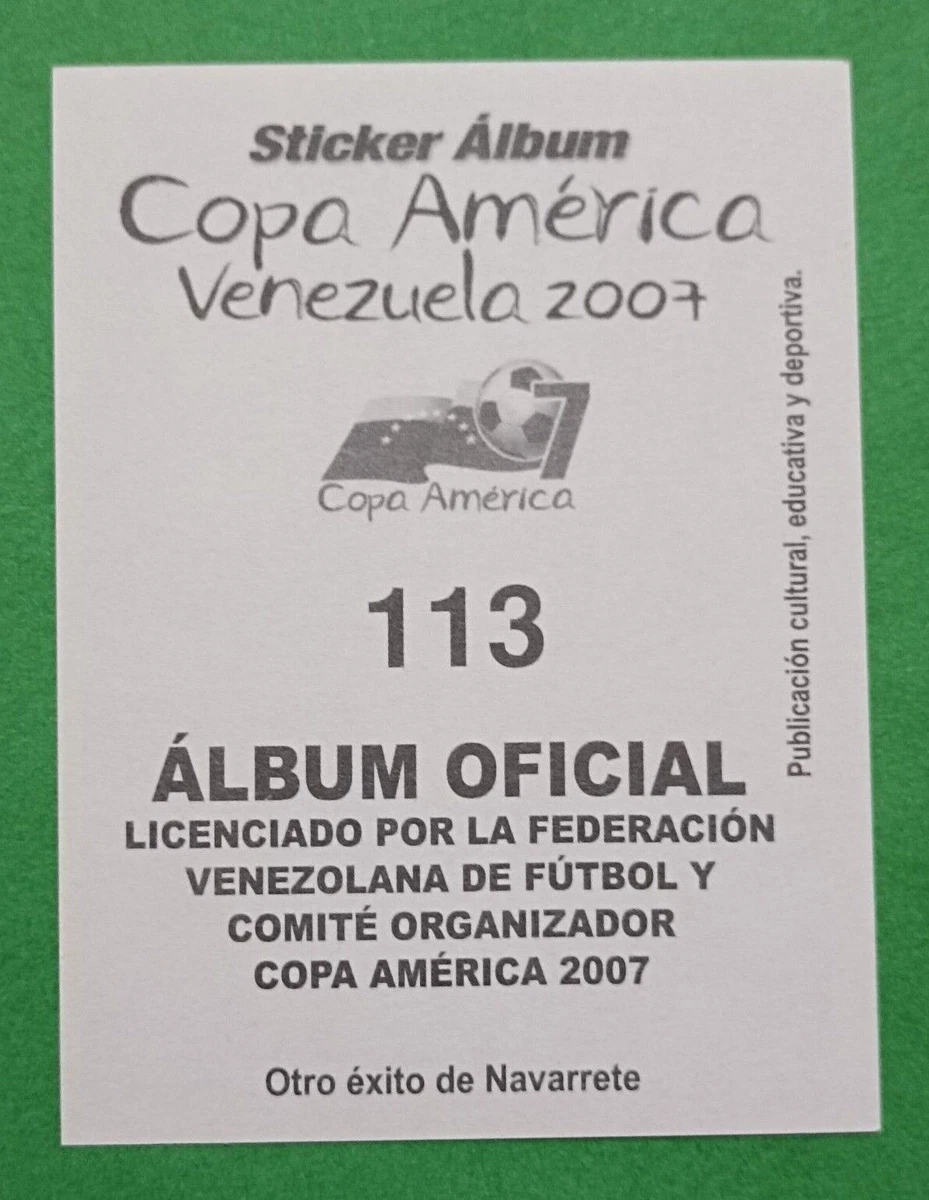 Sticker Álbum
Copa América
Venezuela 2007
7
Copa América
113
ÁLBUM OFICIAL
LICENCIADO POR LA FEDERACIÓN
VENEZOLANA DE FÚTBOL Y
COMITÉ ORGANIZADOR
COPA AMÉRICA 2007
Otro éxito de Navarrete
Publicación cultural, educativa y deportiva.